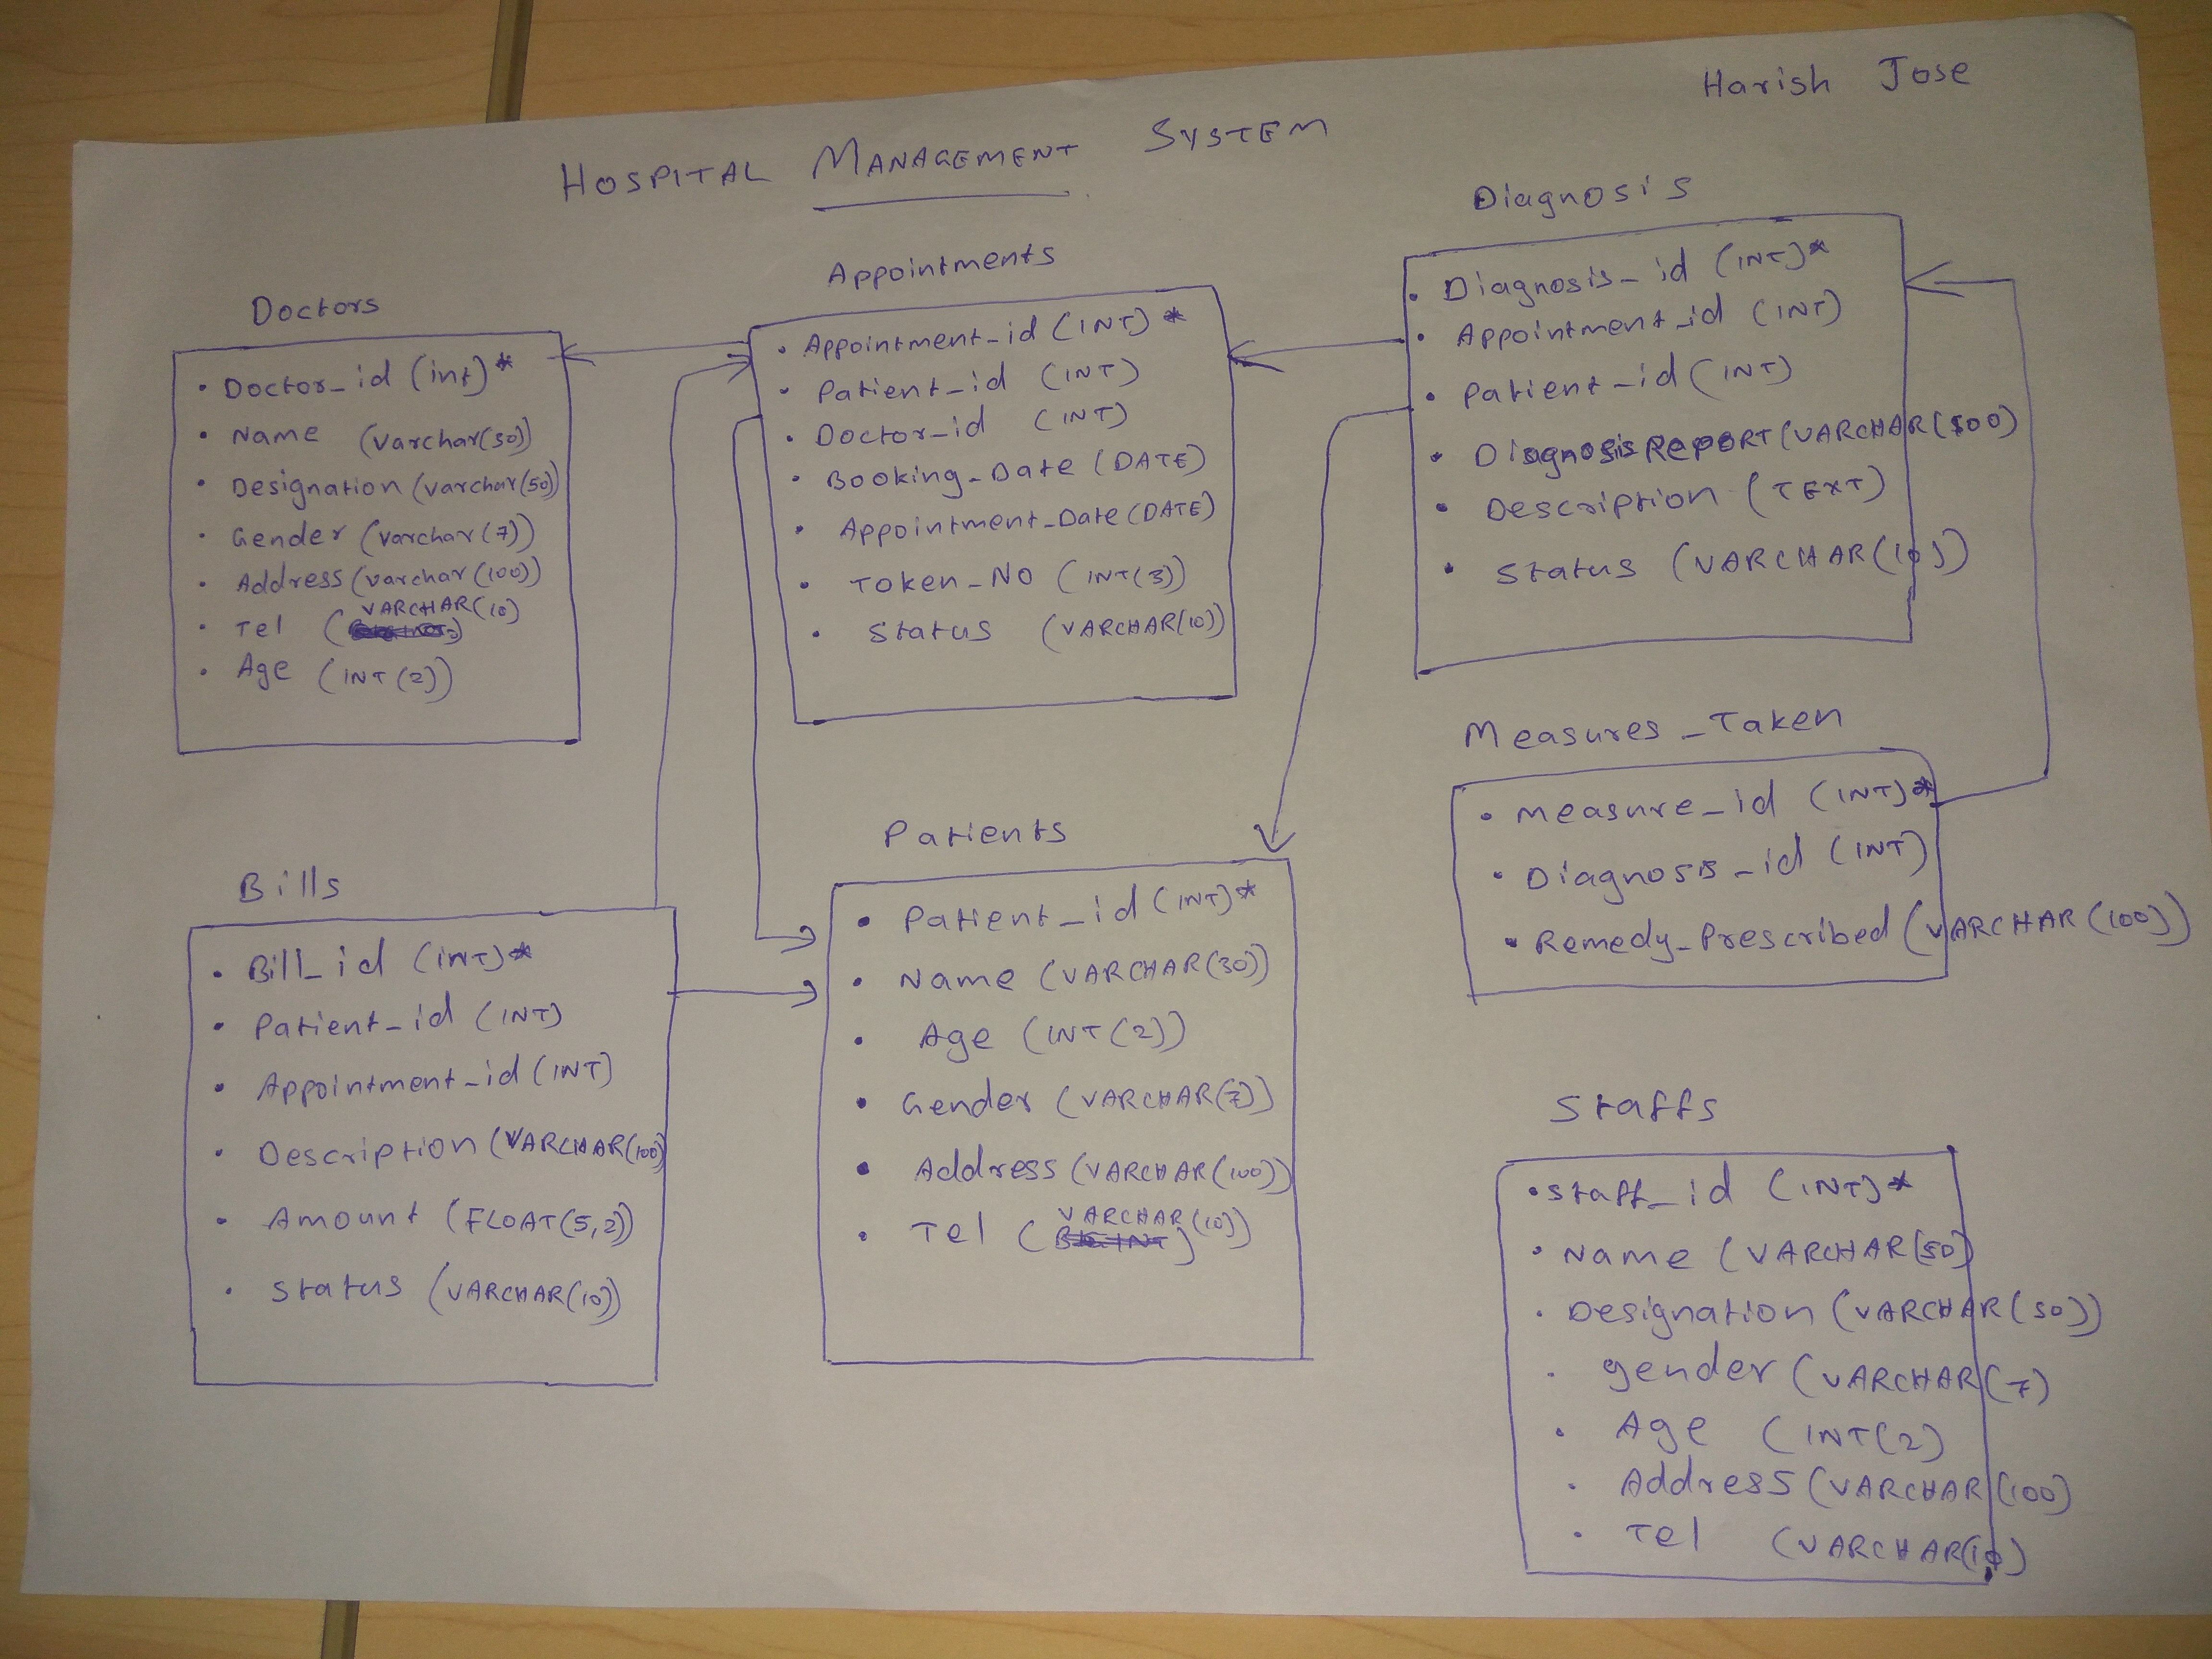 Harish Jose
HOSPITAL MANAGEMENT SYSTEM
Doctors
• Doctor_id (int)*
• Name (varchar(50))
• Designation (varchar(50))
• Gender (varchar(7))
• Address (varchar(100))
• Tel (VARCHAR(10)
• Age (INT(2))
Appointments
• Appointment_id (INT)*
• Patient_id (INT)
• Doctor_id (INT)
• Booking_Date (DATE)
• Appointment_Date (DATE)
• Token_No (INT(3))
• Status (VARCHAR(10))
Diagnosis
• Diagnosis_id (INT)*
• Appointment_id (INT)
• Patient_id (INT)
• Diagnosis REPORT (VARCHAR(500)
• Description (TEXT)
• Status (VARCHAR(10))
Measures_Taken
• Measure_id (INT)*
• Diagnosis_id (INT)
• Remedy_Prescribed (VARCHAR(100))
Bills
• Bill_id (INT)*
• Patient_id (INT)
• Appointment_id (INT)
• Description (VARCHAR(100)
• Amount (FLOAT(5,2))
• Status (VARCHAR(10))
Patients
• Patient_id (INT)*
• Name (VARCHAR(30))
• Age (INT(2))
• Gender (VARCHAR(7))
• Address (VARCHAR(100))
• Tel (VARCHAR(10))
Staffs
• Staff_id (INT)*
• Name (VARCHAR(50)
• Designation (VARCHAR(50))
• gender (VARCHAR(7)
• Age (INT(2)
• Address (VARCHAR(100)
• Tel (VARCHAR(10)